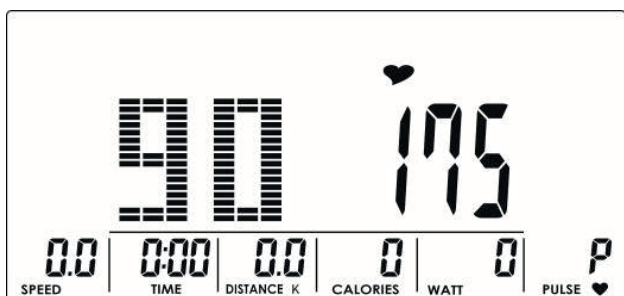 90 175
0.0 0:00 0.0 0 0 P
SPEED TIME DISTANCE K CALORIES WATT PULSE